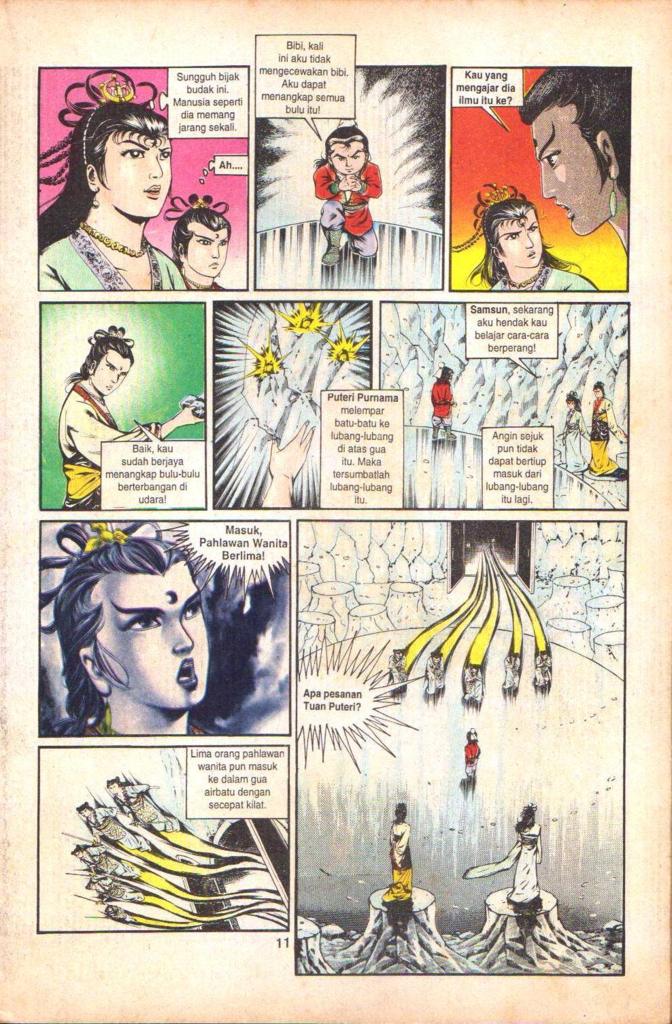 Sungguh bijak
budak ini.
Manusia seperti
dia memang
jarang sekali.
Ah....
Bibi, kali
ini aku tidak
mengecewakan bibi.
Aku dapat
menangkap semua
bulu itu!
Kau yang
mengajar dia
ilmu itu ke?
Baik, kau
sudah berjaya
menangkap bulu-bulu
berterbangan di
udara!
Puteri Purnama
melempar
batu-batu ke
lubang-lubang
di atas gua
itu. Maka
tersumbatlah
lubang-lubang
itu.
Samsun, sekarang
aku hendak kau
belajar cara-cara
berperang!
Angin sejuk
pun tidak
dapat bertiup
masuk dari
lubang-lubang
itu lagi.
Masuk,
Pahlawan Wanita
Berlima!
Lima orang pahlawan
wanita pun masuk
ke dalam gua
airbatu dengan
secepat kilat.
Apa pesanan
Tuan Puteri?
11